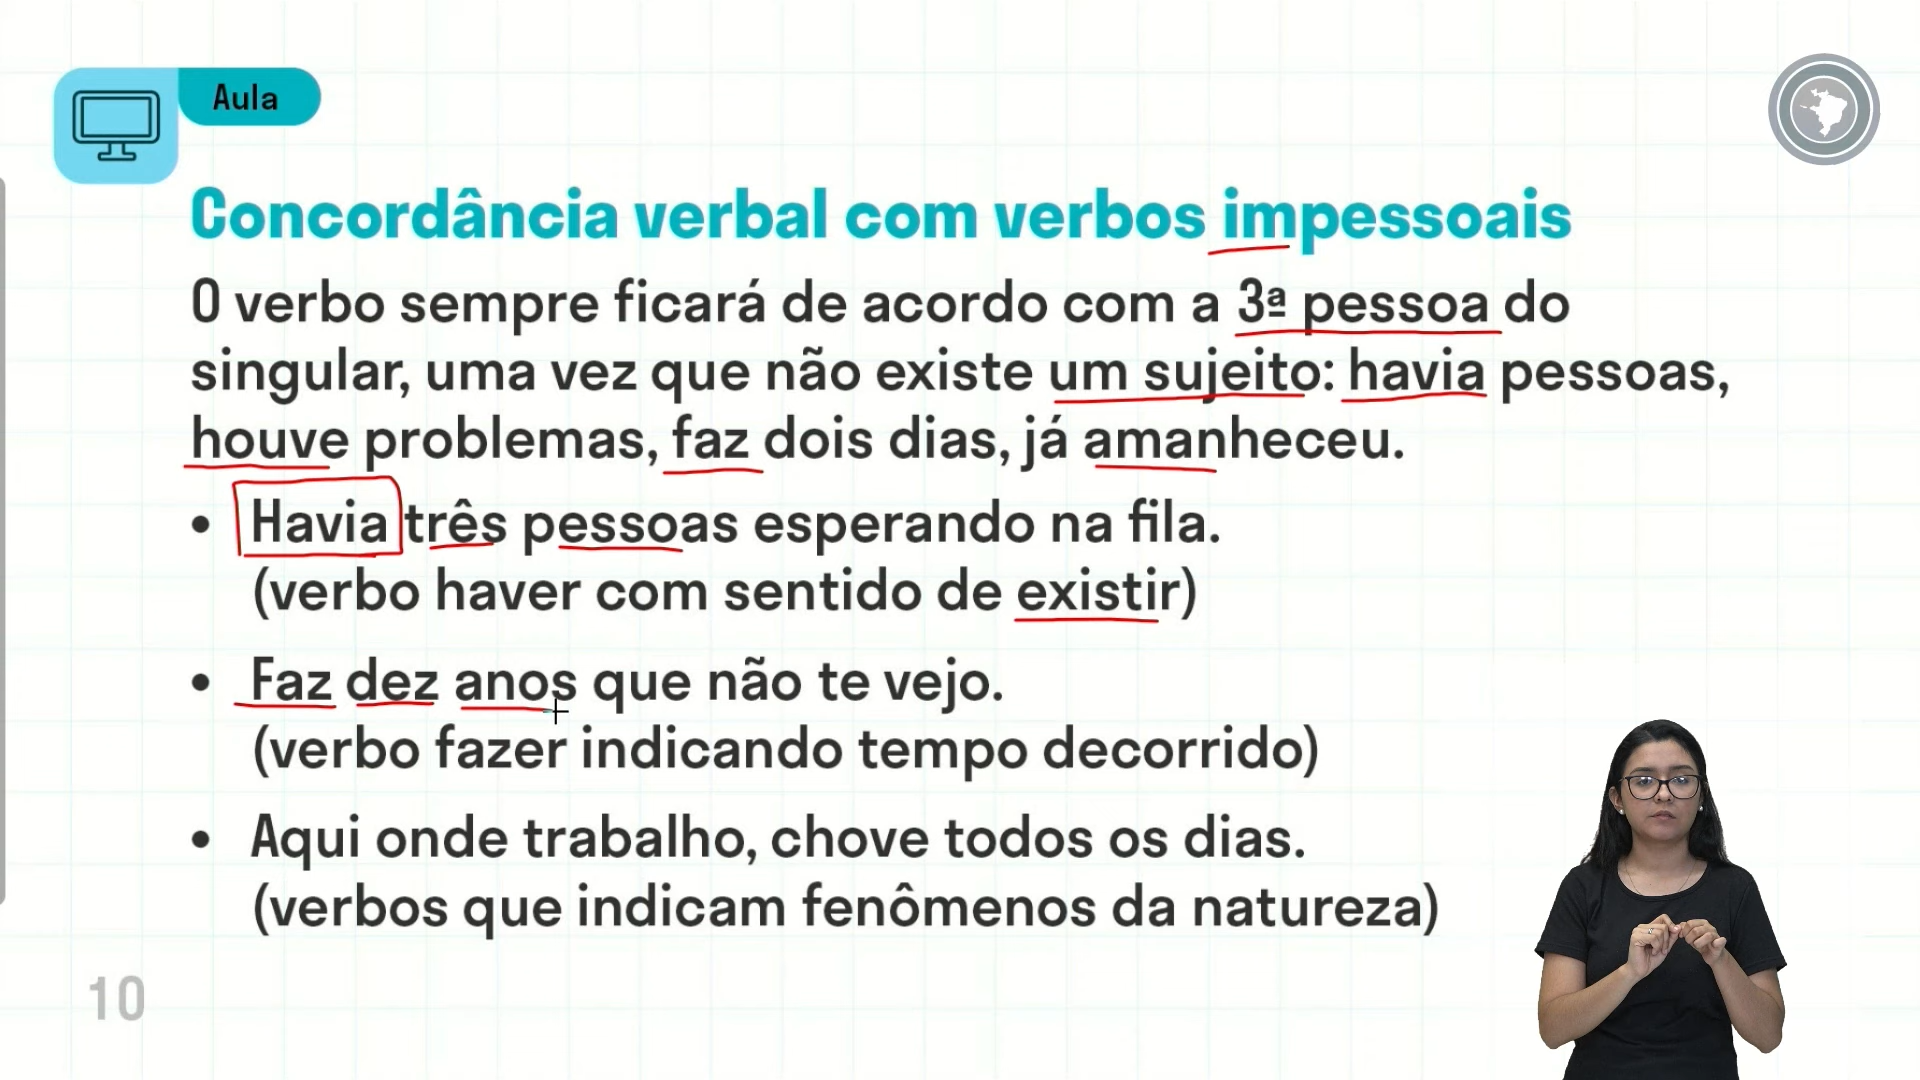 Aula
Concordância verbal com verbos impessoais
O verbo sempre ficará de acordo com a 3ª pessoa do
singular, uma vez que não existe um sujeito: havia pessoas,
houve problemas, faz dois dias, já amanheceu.
• Havia três pessoas esperando na fila.
(verbo haver com sentido de existir)
• Faz dez anos que não te vejo.
(verbo fazer indicando tempo decorrido)
• Aqui onde trabalho, chove todos os dias.
(verbos que indicam fenômenos da natureza)
10